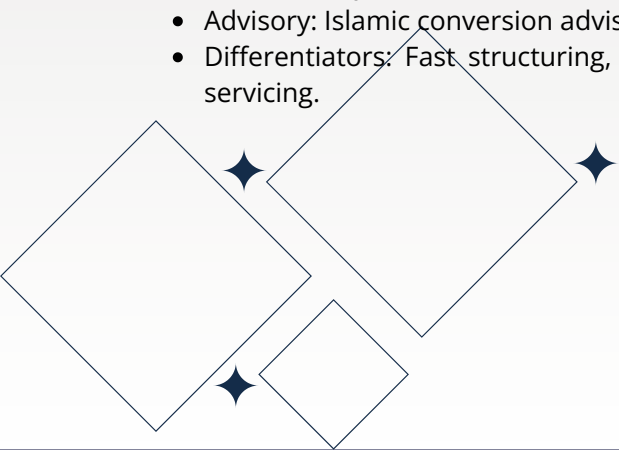 • Advisory: Islamic conversion advis
• Differentiators: Fast structuring,
servicing.